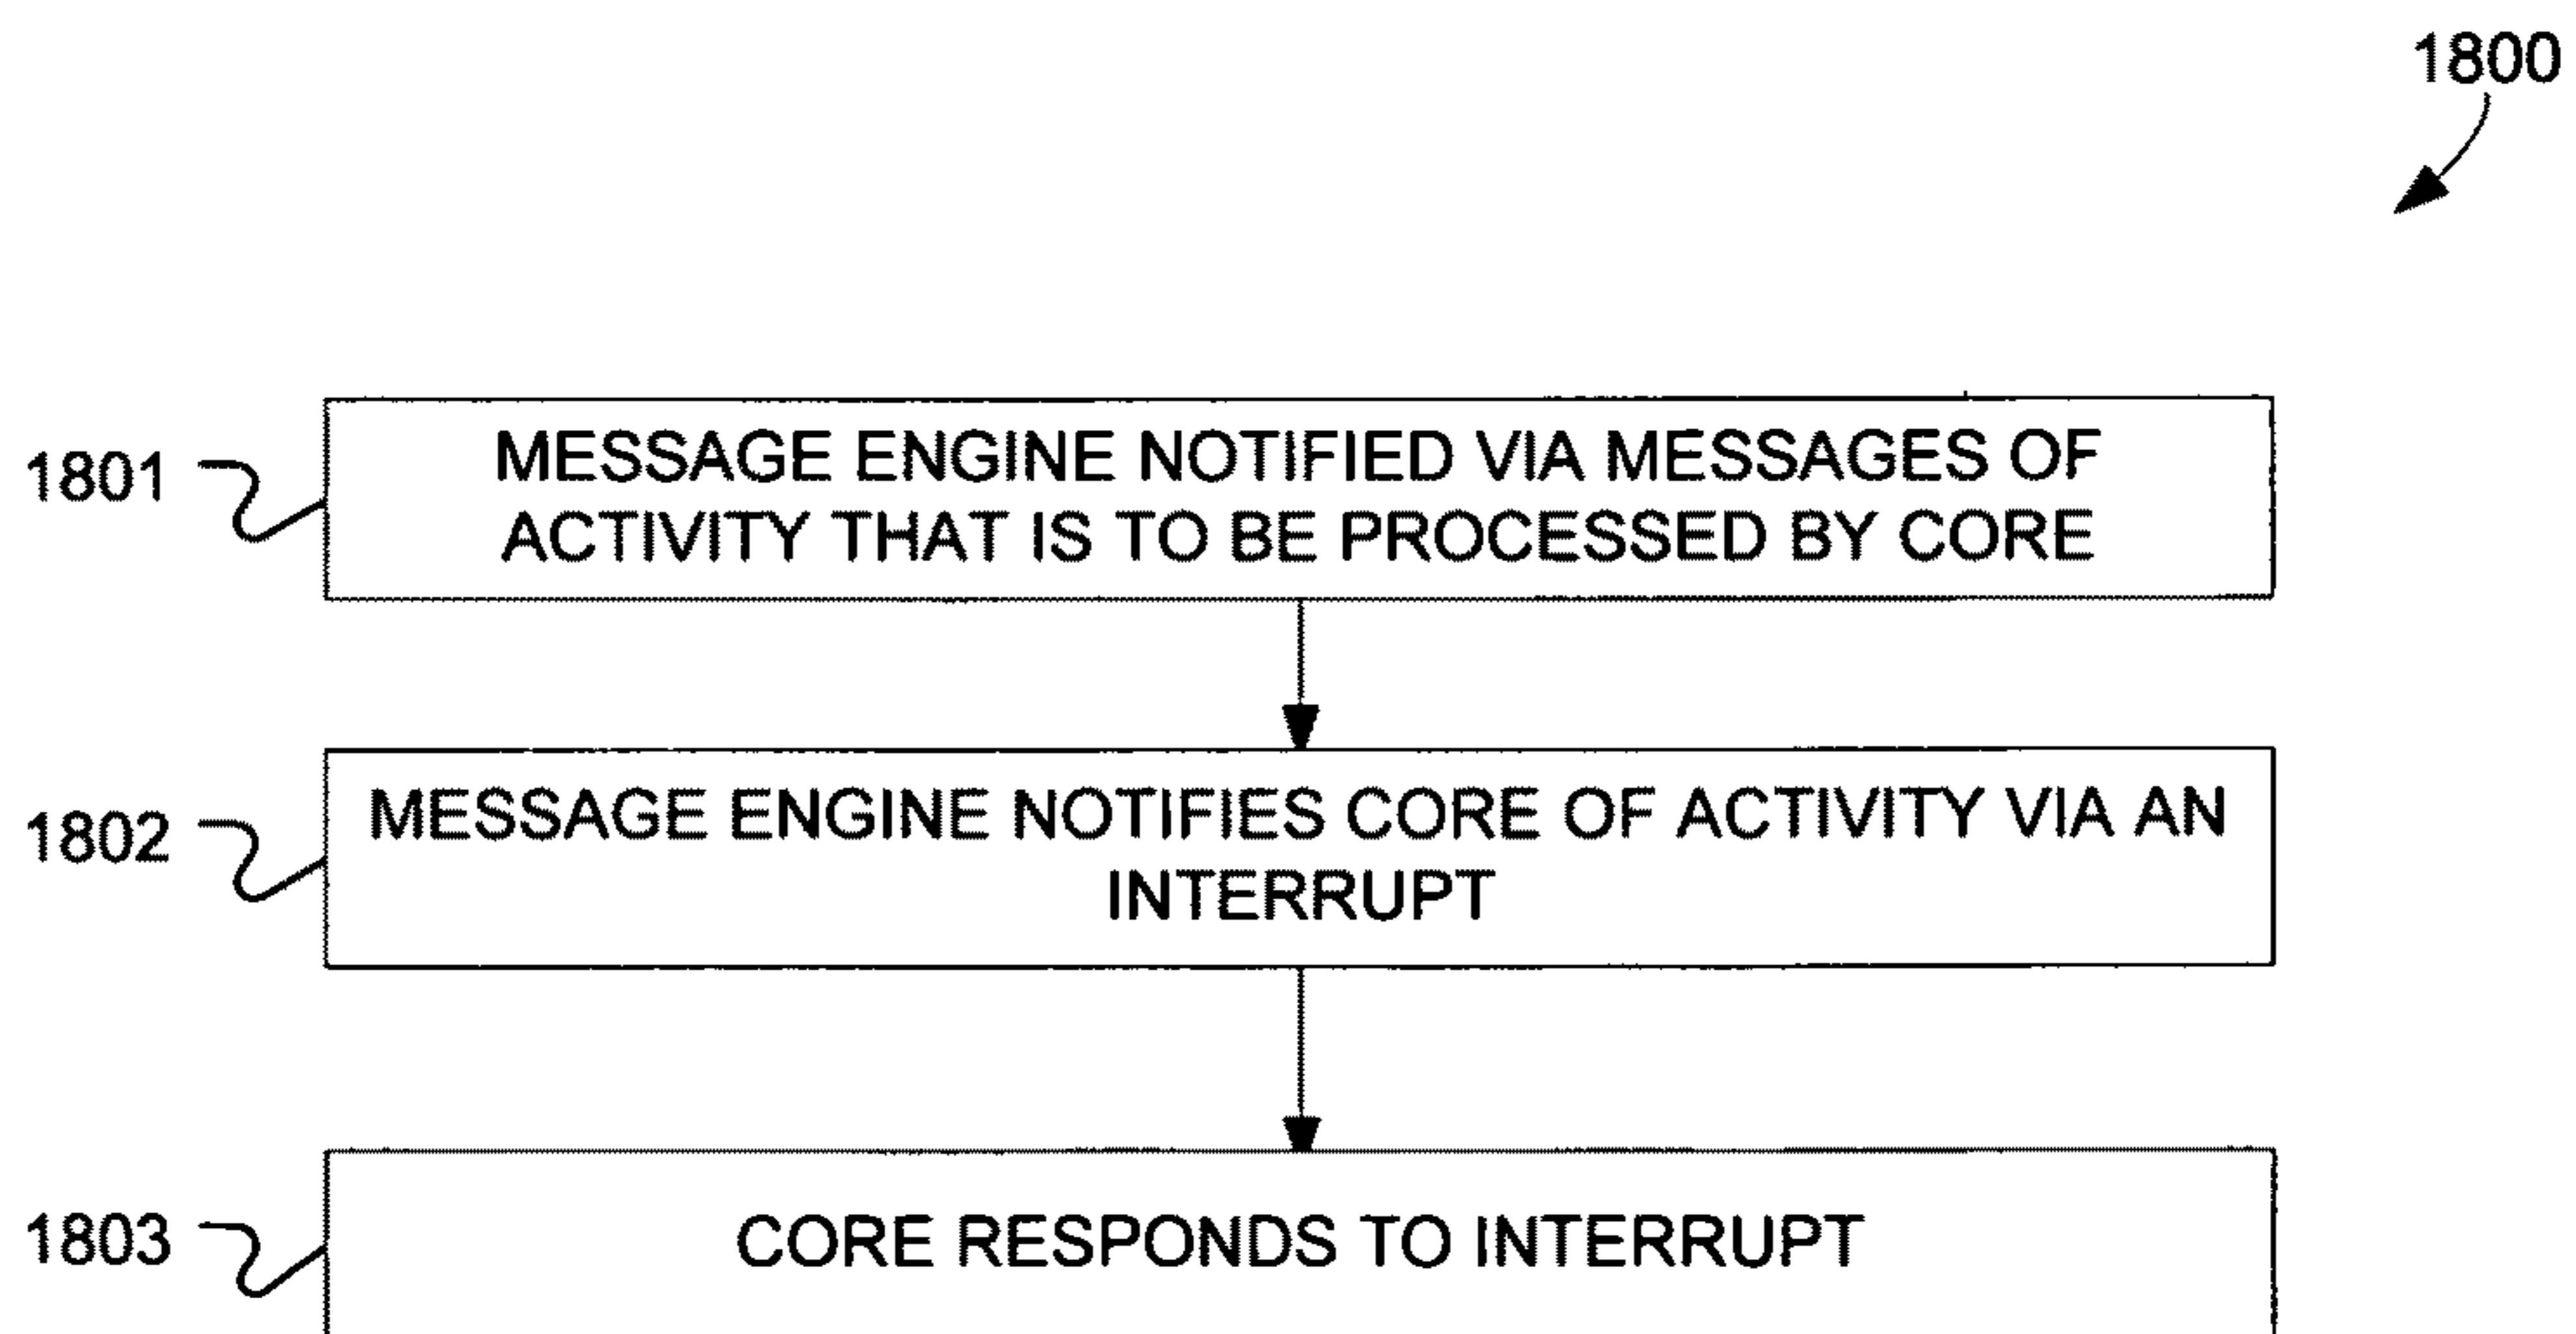 1800
1801
MESSAGE ENGINE NOTIFIED VIA MESSAGES OF
ACTIVITY THAT IS TO BE PROCESSED BY CORE
1802
MESSAGE ENGINE NOTIFIES CORE OF ACTIVITY VIA AN
INTERRUPT
1803
CORE RESPONDS TO INTERRUPT